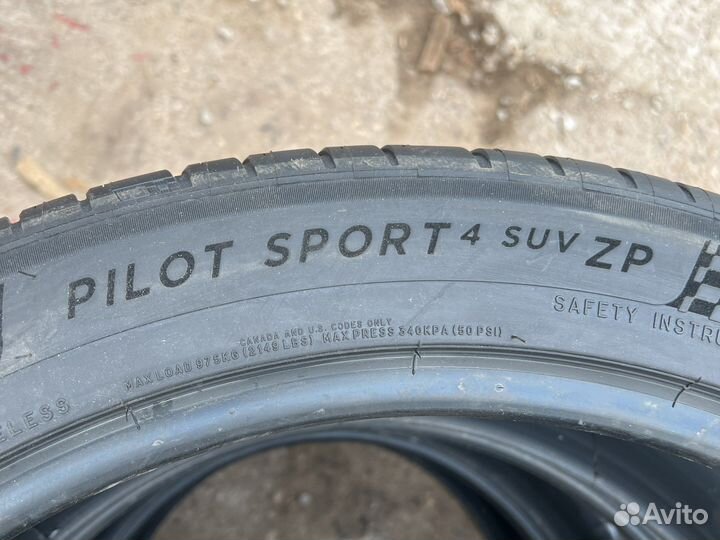 PILOT SPORT 4 SUV ZP
SAFETY INSTRU
CANADA AND U.S. CODES ONLY
MAX LOAD 975KG (2149 LBS) MAX PRESS 340KPA (50 PSI)
ELESS
Avito